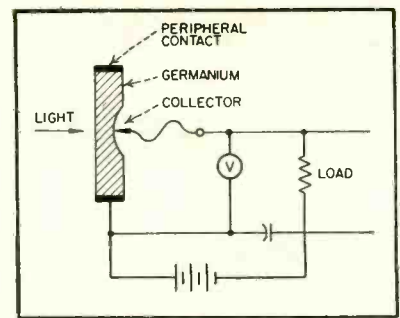 PERIPHERAL
CONTACT
GERMANIUM
COLLECTOR
LIGHT
V
LOAD